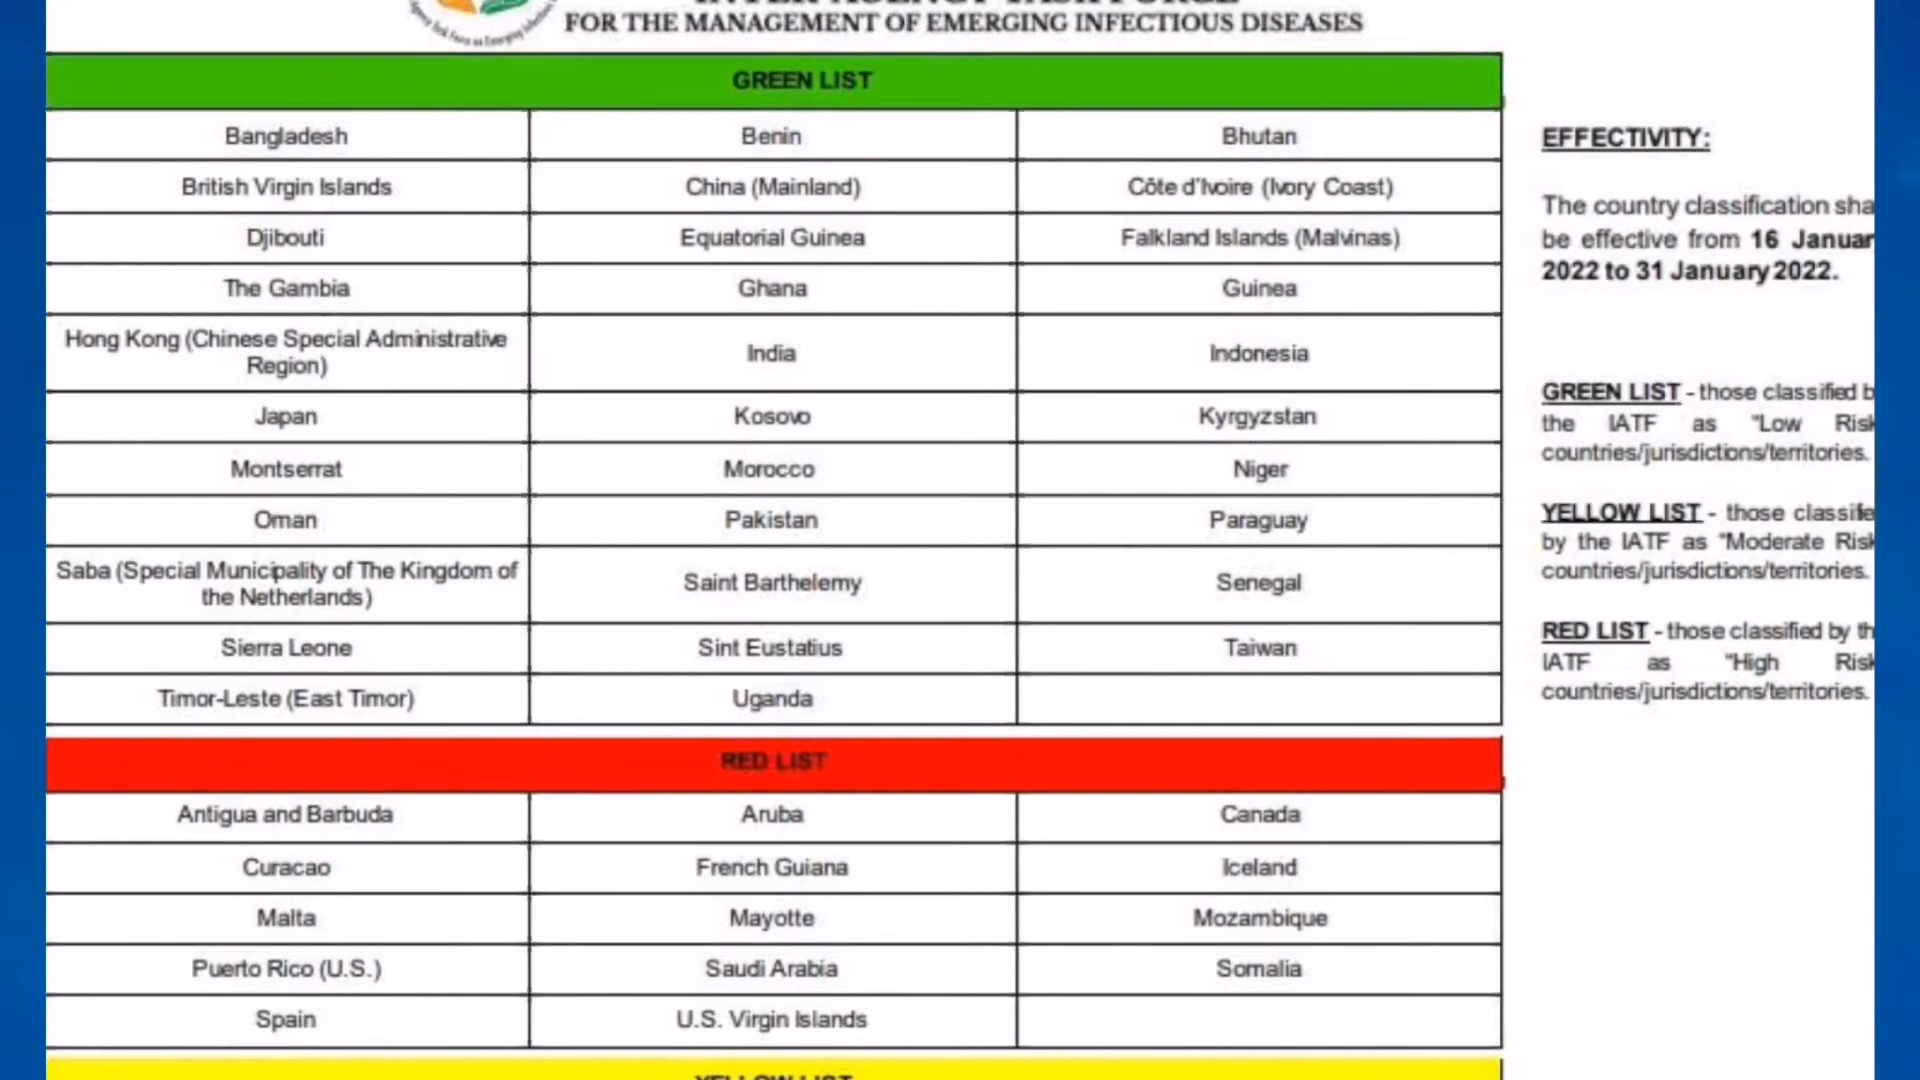 INTER-AGENCY TASK FORCE
FOR THE MANAGEMENT OF EMERGING INFECTIOUS DISEASES
GREEN LIST
Bangladesh Benin Bhutan
British Virgin Islands China (Mainland) Côte d'Ivoire (Ivory Coast)
Djibouti Equatorial Guinea Falkland Islands (Malvinas)
The Gambia Ghana Guinea
Hong Kong (Chinese Special Administrative
Region) India Indonesia
Japan Kosovo Kyrgyzstan
Montserrat Morocco Niger
Oman Pakistan Paraguay
Saba (Special Municipality of The Kingdom of
the Netherlands) Saint Barthelemy Senegal
Sierra Leone Sint Eustatius Taiwan
Timor-Leste (East Timor) Uganda
RED LIST
Antigua and Barbuda Aruba Canada
Curacao French Guiana Iceland
Malta Mayotte Mozambique
Puerto Rico (U.S.) Saudi Arabia Somalia
Spain U.S. Virgin Islands
YELLOW LIST
EFFECTIVITY:
The country classification sha
be effective from 16 Januar
2022 to 31 January 2022.
GREEN LIST - those classified b
the IATF as "Low Risk
countries/jurisdictions/territories.
YELLOW LIST - those classifie
by the IATF as "Moderate Risk
countries/jurisdictions/territories.
RED LIST - those classified by th
IATF as "High Risk
countries/jurisdictions/territories.